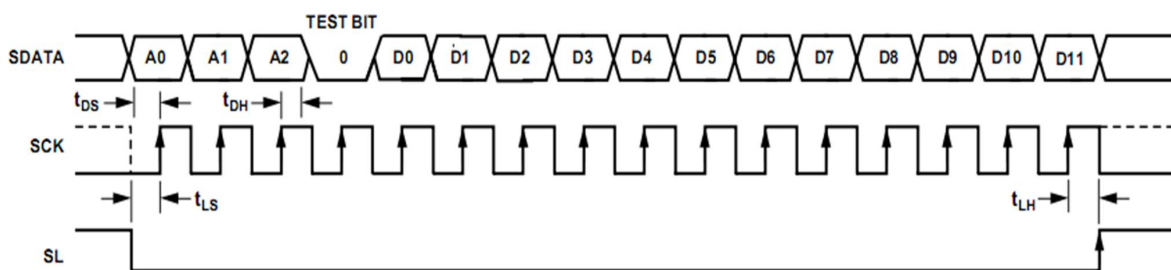 TEST BIT
SDATA A0 A1 A2 0 D0 D1 D2 D3 D4 D5 D6 D7 D8 D9 D10 D11
tDS tDH
SCK
tLS tLH
SL